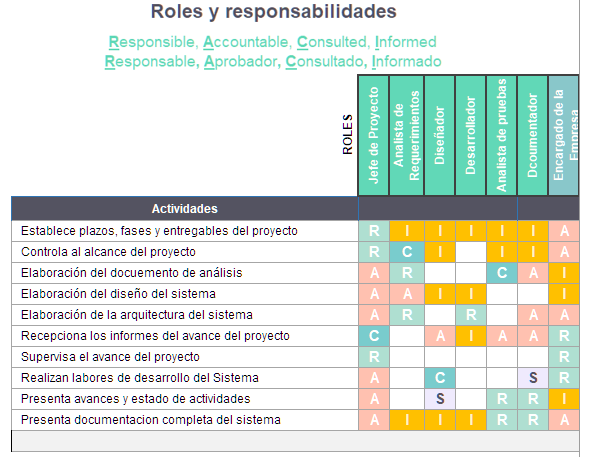 Roles y responsabilidades
Responsible, Accountable, Consulted, Informed
Responsable, Aprobador, Consultado, Informado
ROLES
Jefe de Proyecto
Analista de
Requerimientos
Diseñador
Desarrollador
Analista de pruebas
Dcoumentador
Encargado de la
Empresa
Actividades
Establece plazos, fases y entregables del proyecto R I I I I I A
Controla al alcance del proyecto R C I I I A
Elaboración del docuemento de análisis A R C A I
Elaboración del diseño del sistema A A I I I
Elaboración de la arquitectura del sistema A R R A A
Recepciona los informes del avance del proyecto C A I A A R
Supervisa el avance del proyecto R R
Realizan labores de desarrollo del Sistema A C S R
Presenta avances y estado de actividades A S R R I
Presenta documentacion completa del sistema A I I I R R A